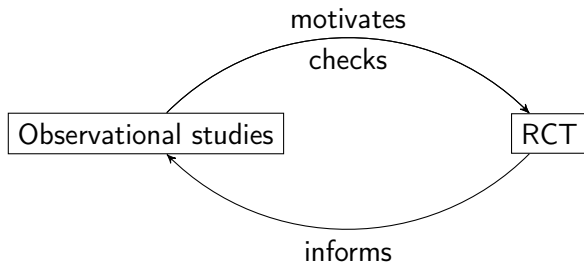 motivates
checks
Observational studies
RCT
informs